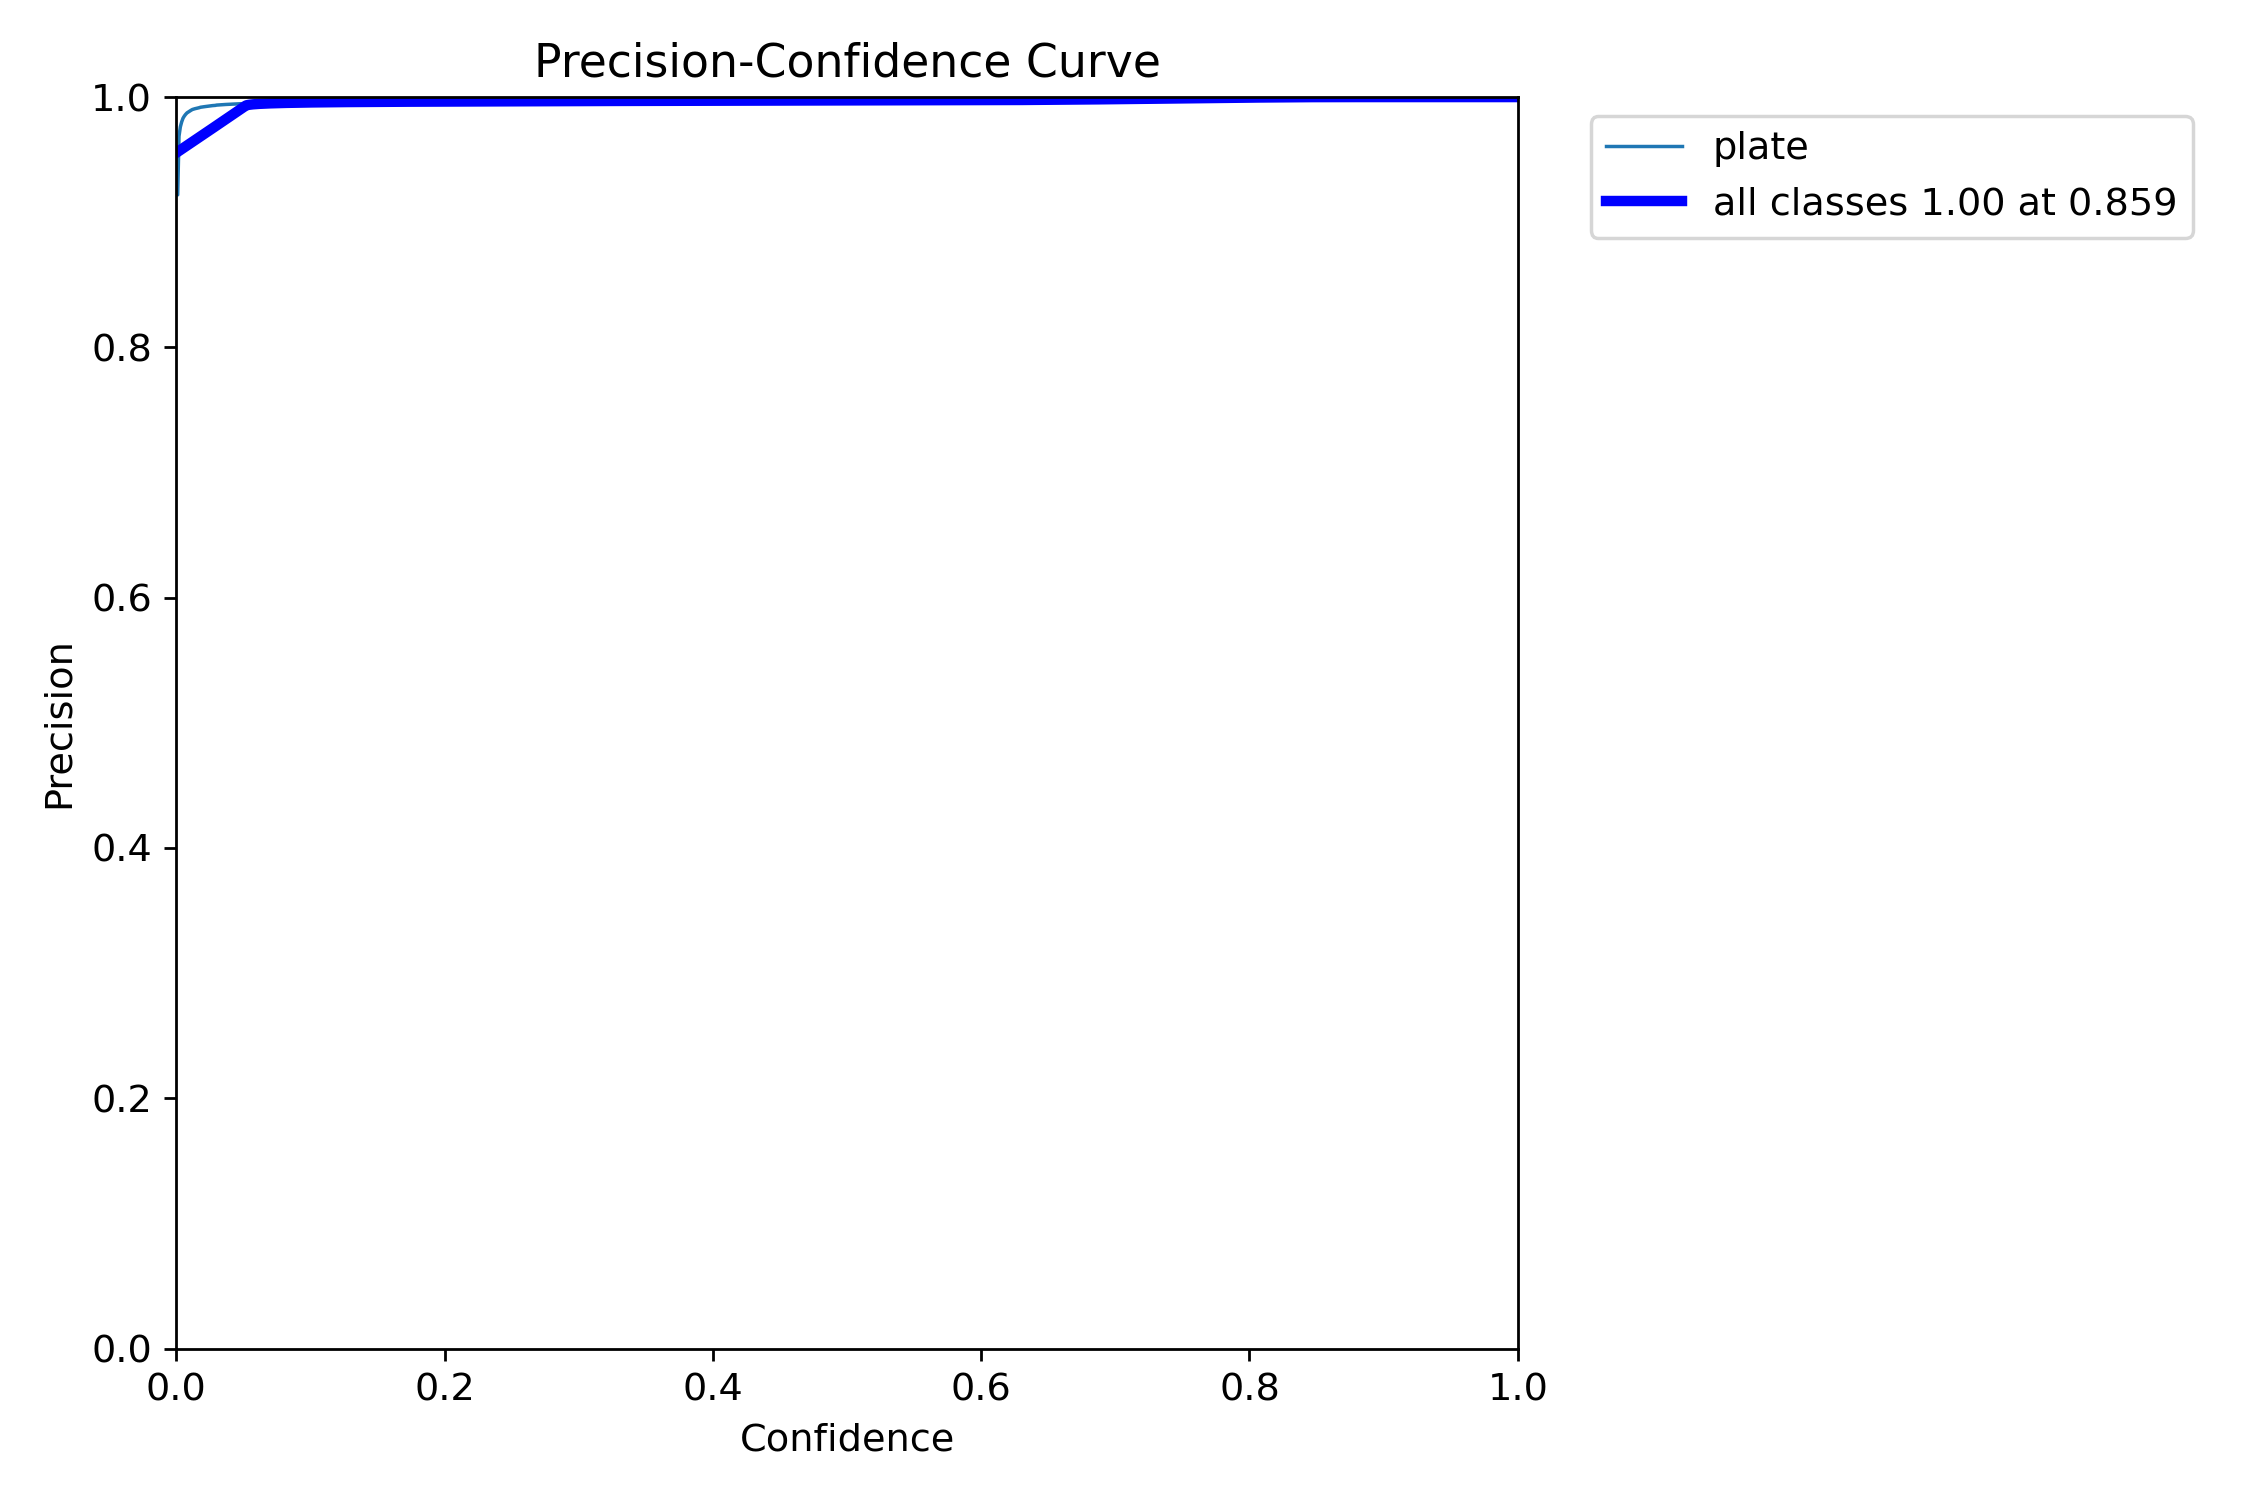 Precision-Confidence Curve
1.0
0.8
0.6
0.4
0.2
0.0
Precision
0.0 0.2 0.4 0.6 0.8 1.0
Confidence
plate
all classes 1.00 at 0.859